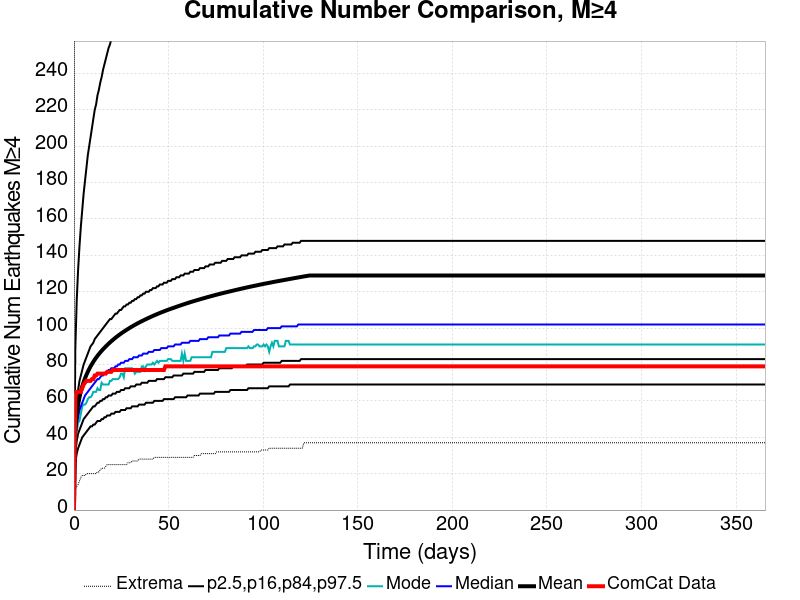 Cumulative Number Comparison, M≥4
Cumulative Num Earthquakes M≥4
240
220
200
180
160
140
120
100
80
60
40
20
0
0 50 100 150 200 250 300 350
Time (days)
Extrema p2.5,p16,p84,p97.5 Mode Median Mean ComCat Data